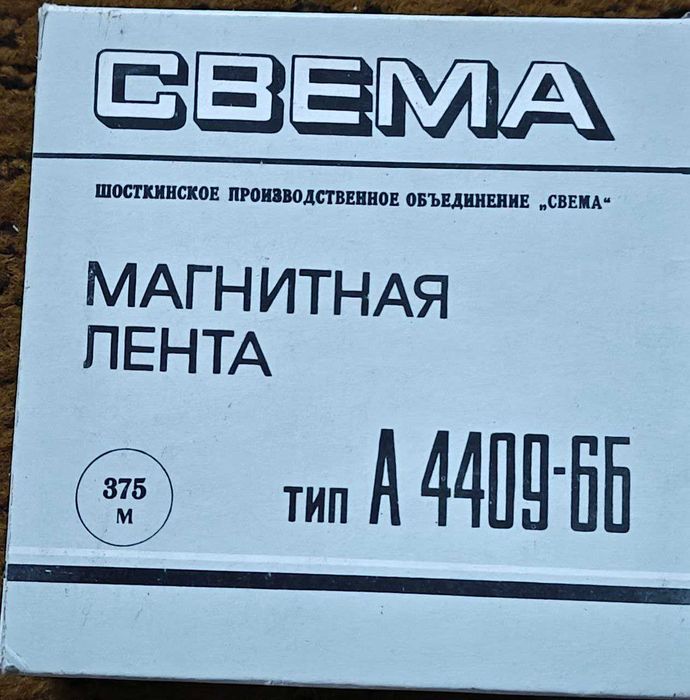 СВЕМА
ШОСТКИНСКОЕ ПРОИЗВОДСТВЕННОЕ ОБЪЕДИНЕНИЕ „СВЕМА“
МАГНИТНАЯ
ЛЕНТА
375
М
ТИП А 4409-6Б